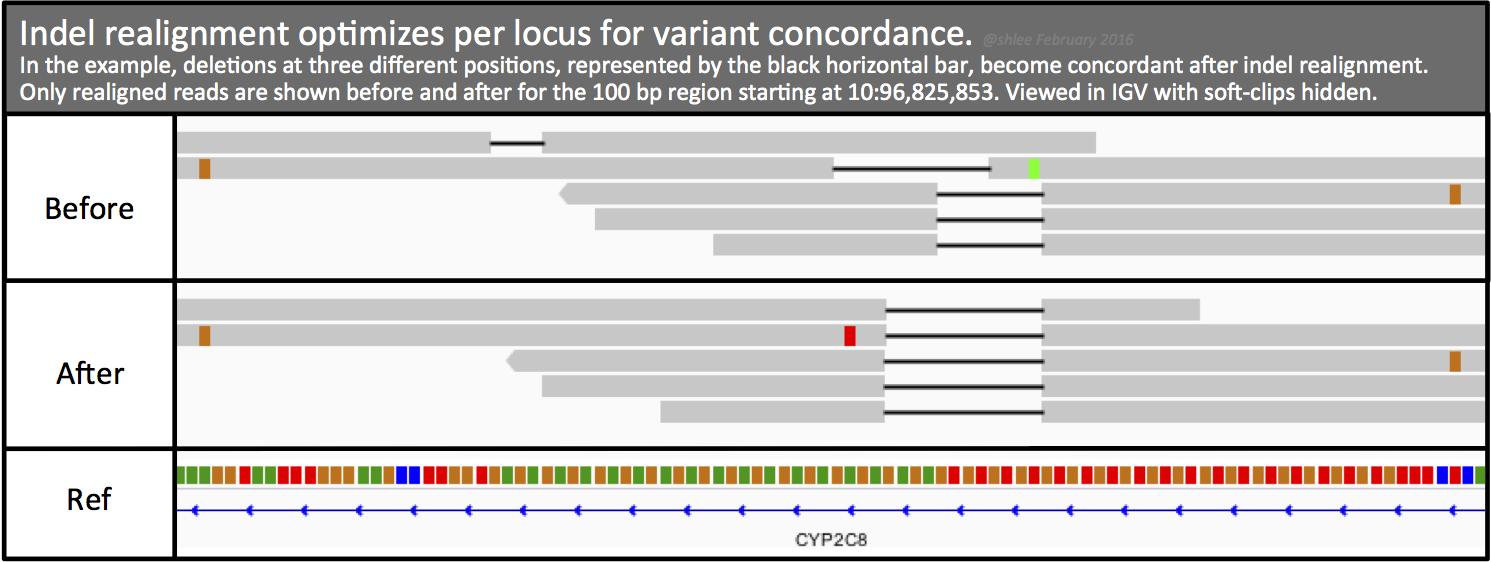 Indel realignment optimizes per locus for variant concordance. @shlee February 2016
In the example, deletions at three different positions, represented by the black horizontal bar, become concordant after indel realignment.
Only realigned reads are shown before and after for the 100 bp region starting at 10:96,825,853. Viewed in IGV with soft-clips hidden.
Before
After
Ref
CYP2C8